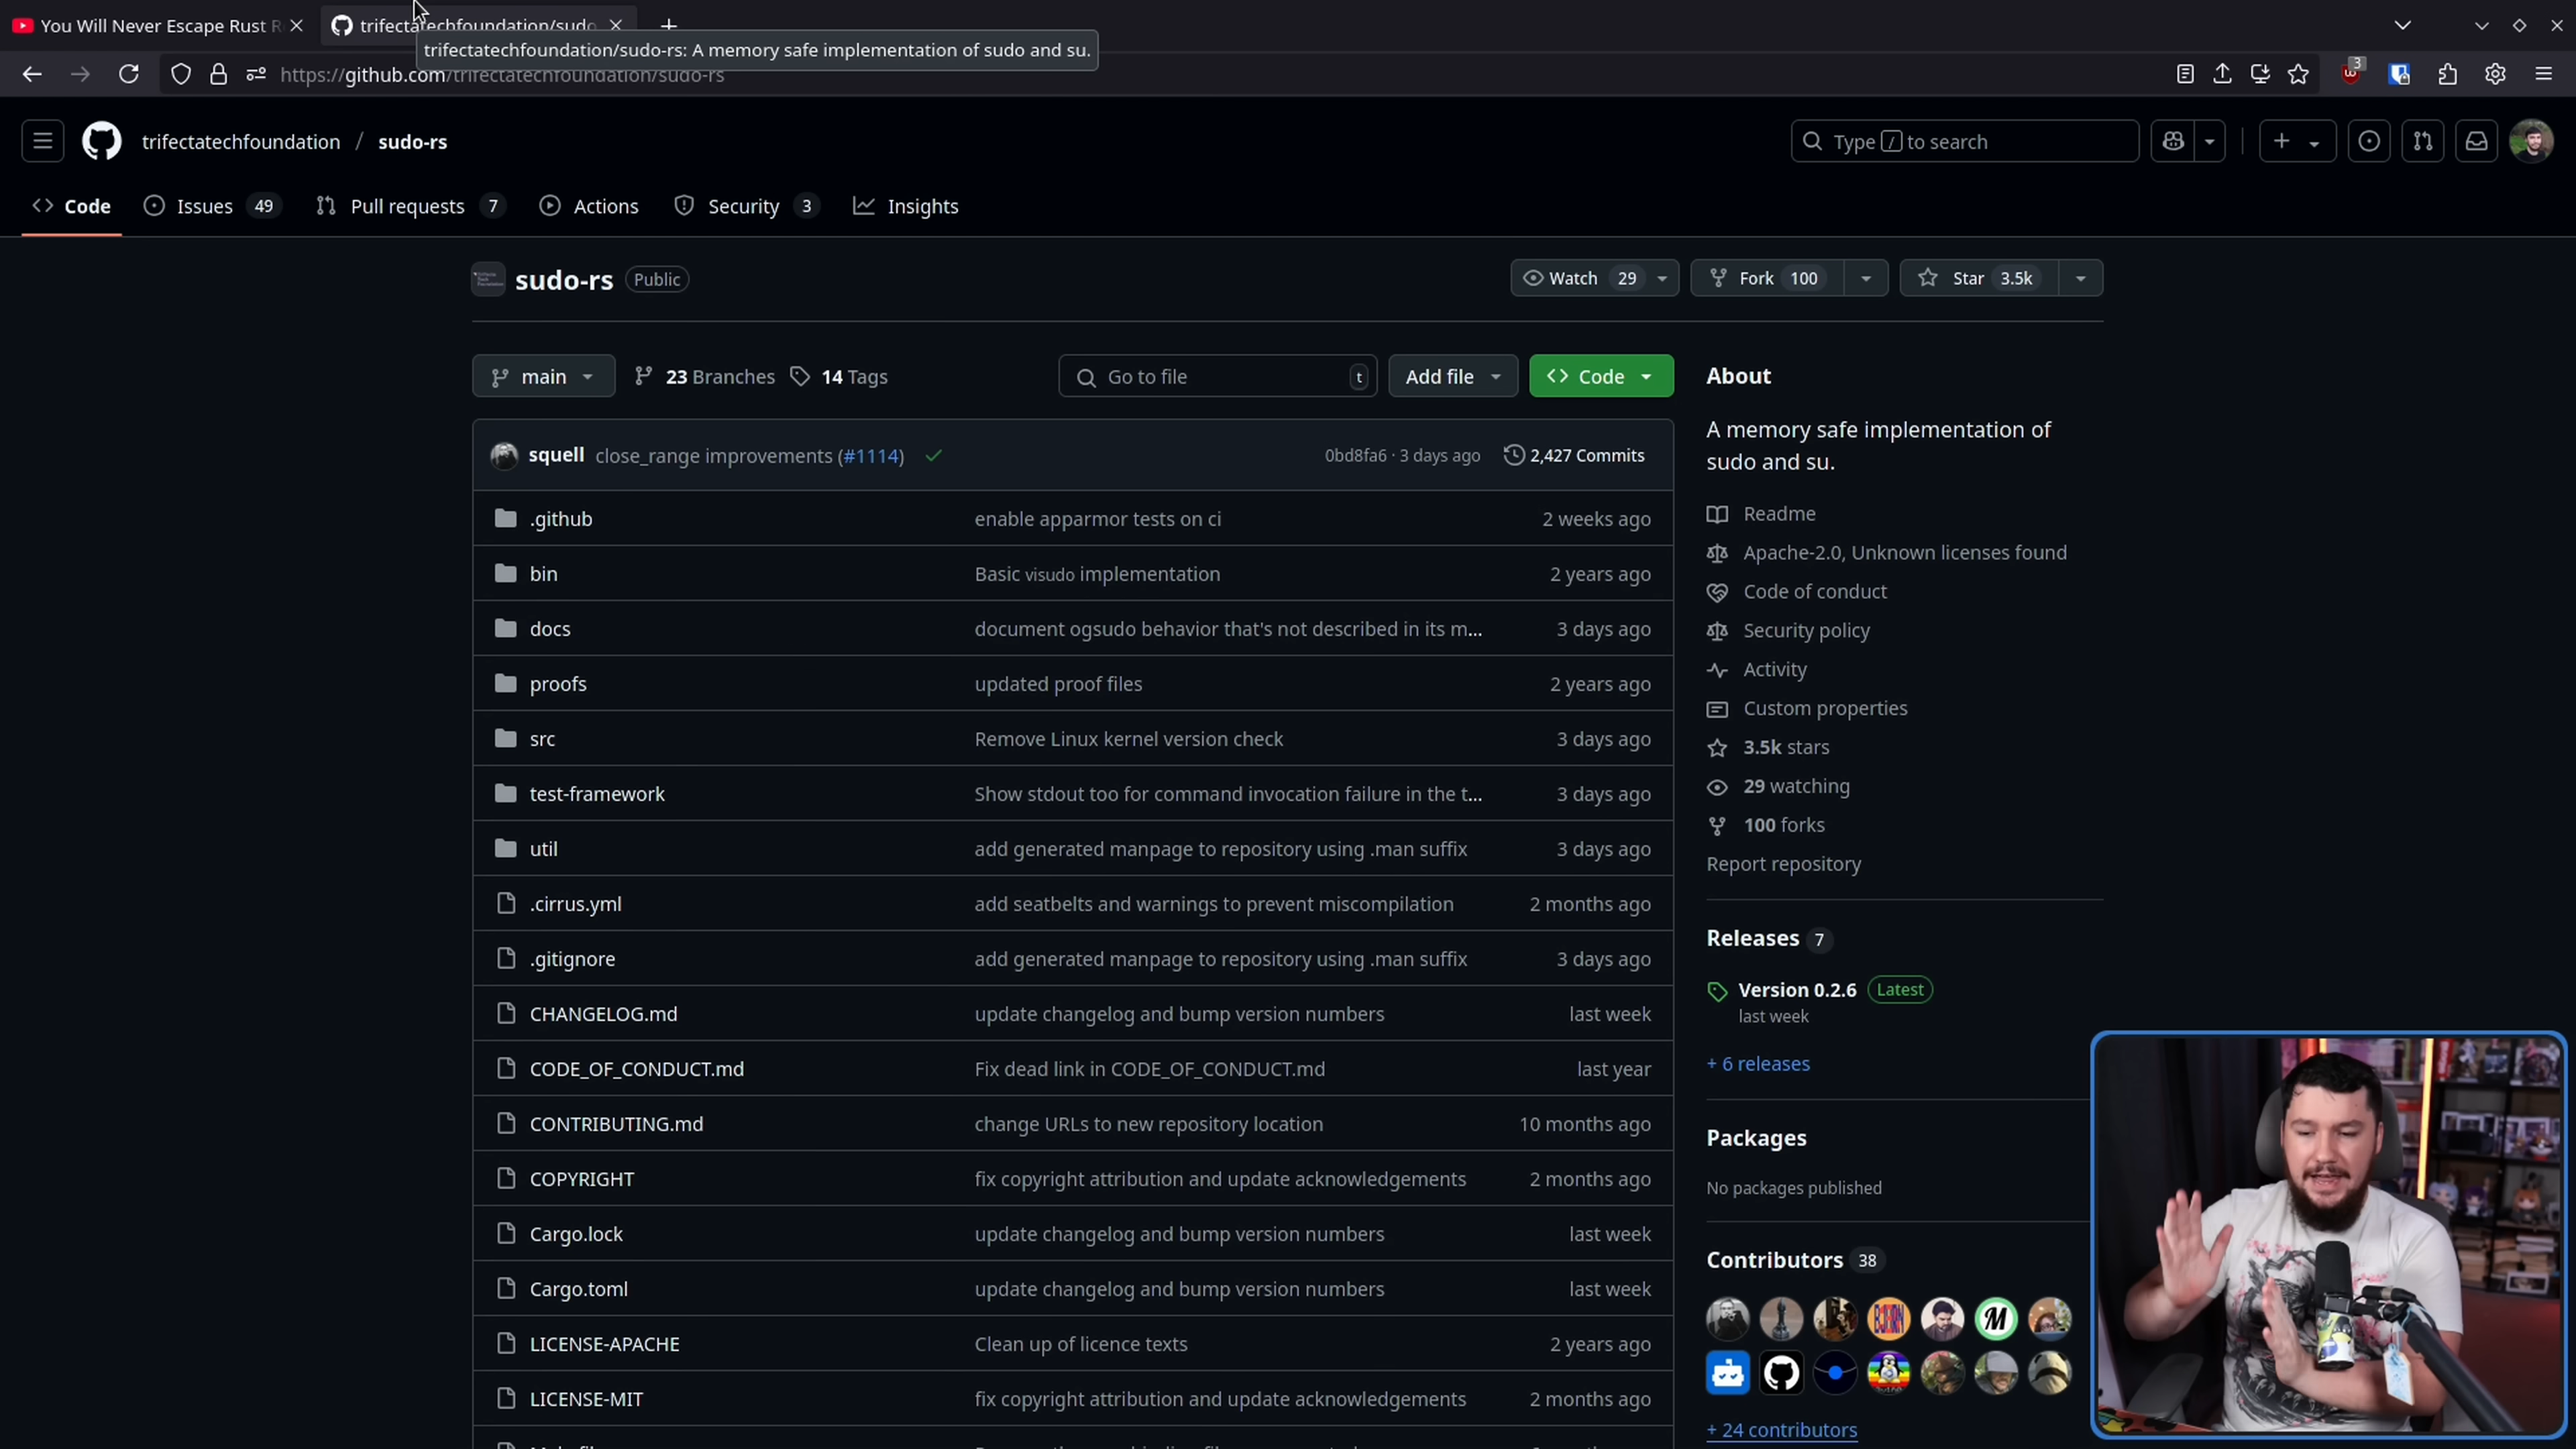 You Will Never Escape Rust R
trifectatechfoundation/sudo
trifectatechfoundation/sudo-rs: A memory safe implementation of sudo and su.
https://github.com/trifectatechfoundation/sudo-rs
3
trifectatechfoundation / sudo-rs
Type / to search
Code
Issues 49
Pull requests 7
Actions
Security 3
Insights
sudo-rs Public
Watch 29
Fork 100
Star 3.5k
main
23 Branches
14 Tags
Go to file t
Add file
Code
squell close_range improvements (#1114)
0bd8fa6 · 3 days ago
2,427 Commits
.github enable apparmor tests on ci 2 weeks ago
bin Basic visudo implementation 2 years ago
docs document ogsudo behavior that's not described in its m... 3 days ago
proofs updated proof files 2 years ago
src Remove Linux kernel version check 3 days ago
test-framework Show stdout too for command invocation failure in the t... 3 days ago
util add generated manpage to repository using .man suffix 3 days ago
.cirrus.yml add seatbelts and warnings to prevent miscompilation 2 months ago
.gitignore add generated manpage to repository using .man suffix 3 days ago
CHANGELOG.md update changelog and bump version numbers last week
CODE_OF_CONDUCT.md Fix dead link in CODE_OF_CONDUCT.md last year
CONTRIBUTING.md change URLs to new repository location 10 months ago
COPYRIGHT fix copyright attribution and update acknowledgements 2 months ago
Cargo.lock update changelog and bump version numbers last week
Cargo.toml update changelog and bump version numbers last week
LICENSE-APACHE Clean up of licence texts 2 years ago
LICENSE-MIT fix copyright attribution and update acknowledgements 2 months ago
About
A memory safe implementation of
sudo and su.
Readme
Apache-2.0, Unknown licenses found
Code of conduct
Security policy
Activity
Custom properties
3.5k stars
29 watching
100 forks
Report repository
Releases 7
Version 0.2.6 Latest
last week
+ 6 releases
Packages
No packages published
Contributors 38
+ 24 contributors